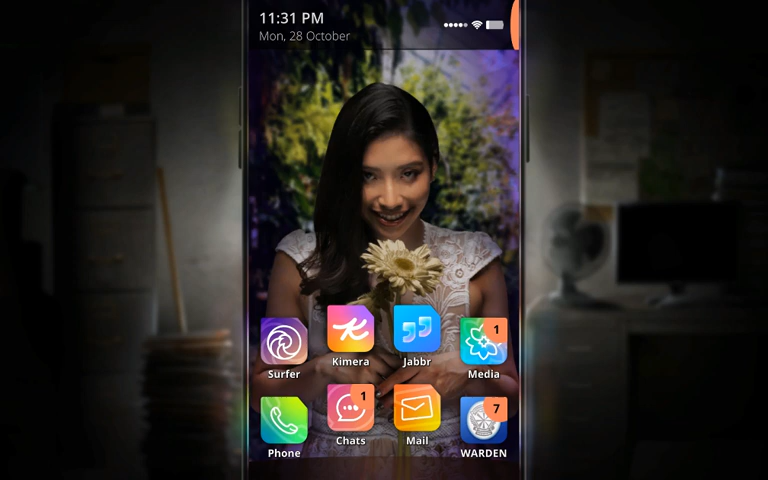 11:31 PM
Mon, 28 October
Surfer
Kimera
Jabbr
1
Media
Phone
1
Chats
Mail
7
WARDEN